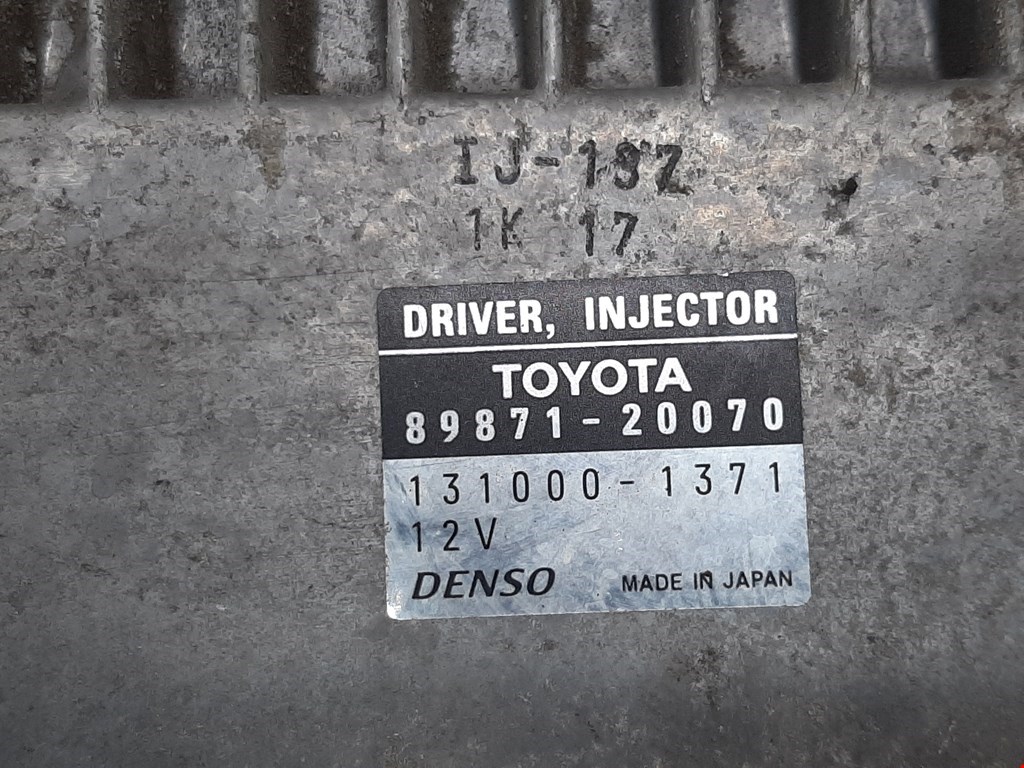 IJ-13Z
1K 17
DRIVER, INJECTOR
TOYOTA
89871-20070
131000-1371
12V
DENSO
MADE IN JAPAN